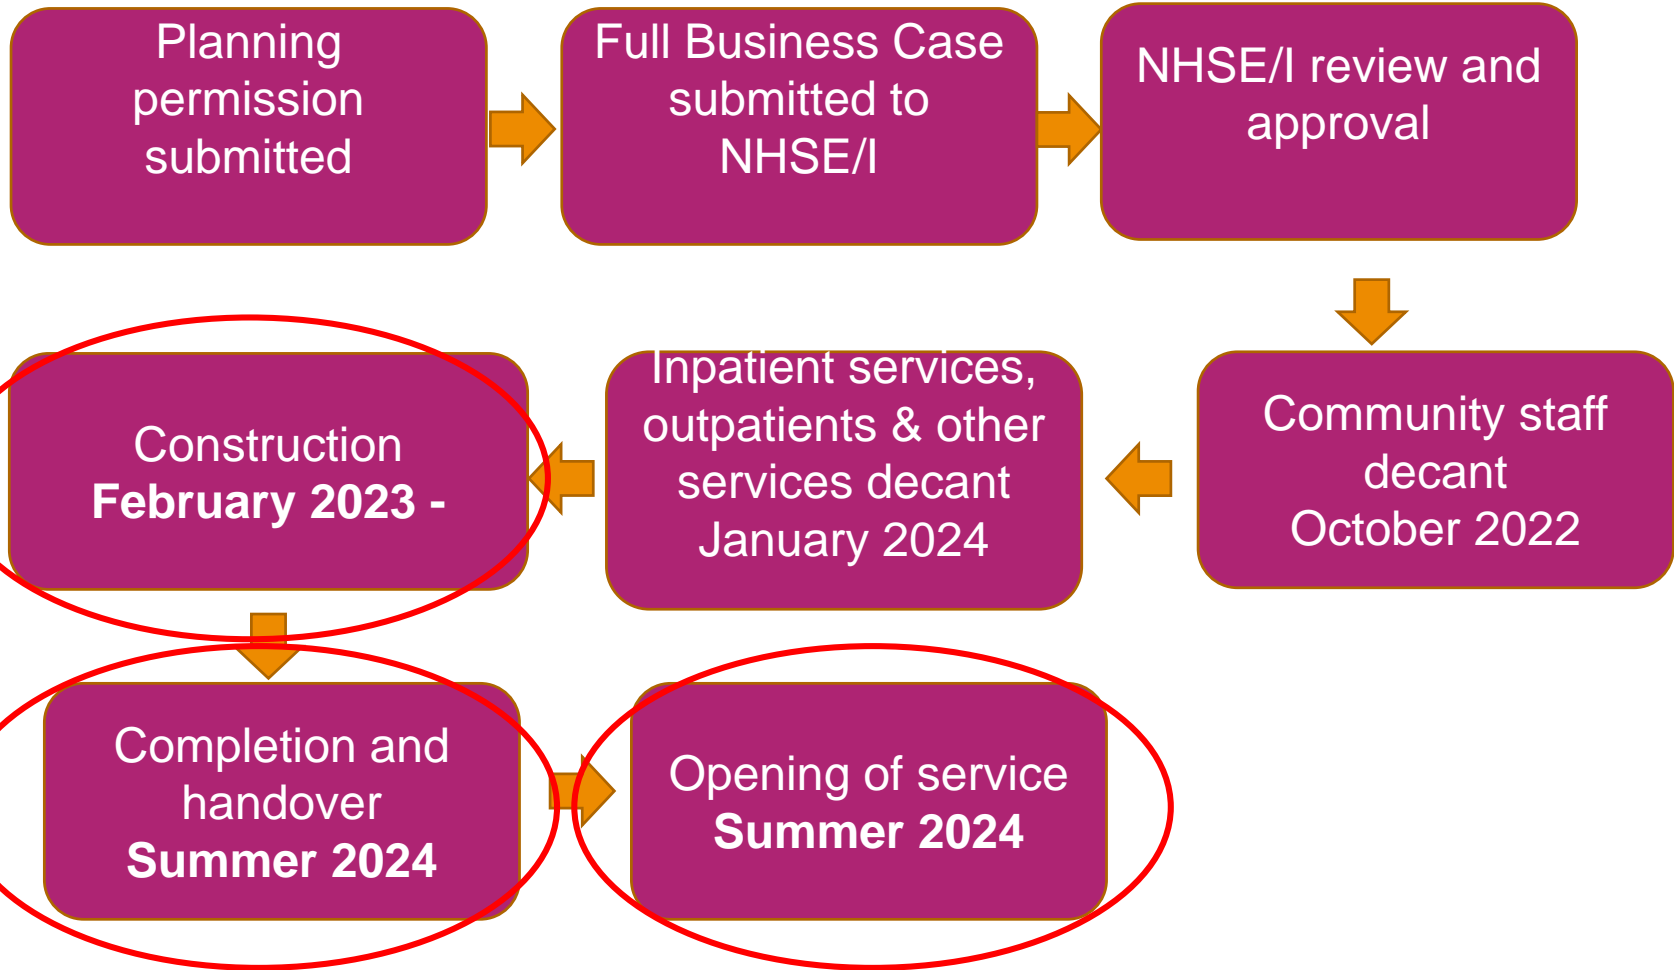 Planning
permission
submitted
Full Business Case
submitted to
NHSE/I
NHSE/I review and
approval
Community staff
decant
October 2022
Inpatient services,
outpatients & other
services decant
January 2024
Construction
February 2023 -
Completion and
handover
Summer 2024
Opening of service
Summer 2024